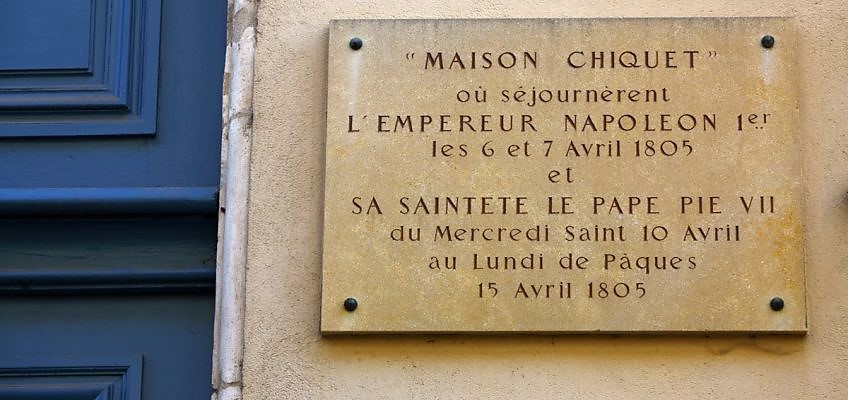 "MAISON CHIQUET"
où séjournèrent
L'EMPEREUR NAPOLEON 1er
les 6 et 7 Avril 1805
et
SA SAINTETE LE PAPE PIE VII
du Mercredi Saint 10 Avril
au Lundi de Pâques
15 Avril 1805